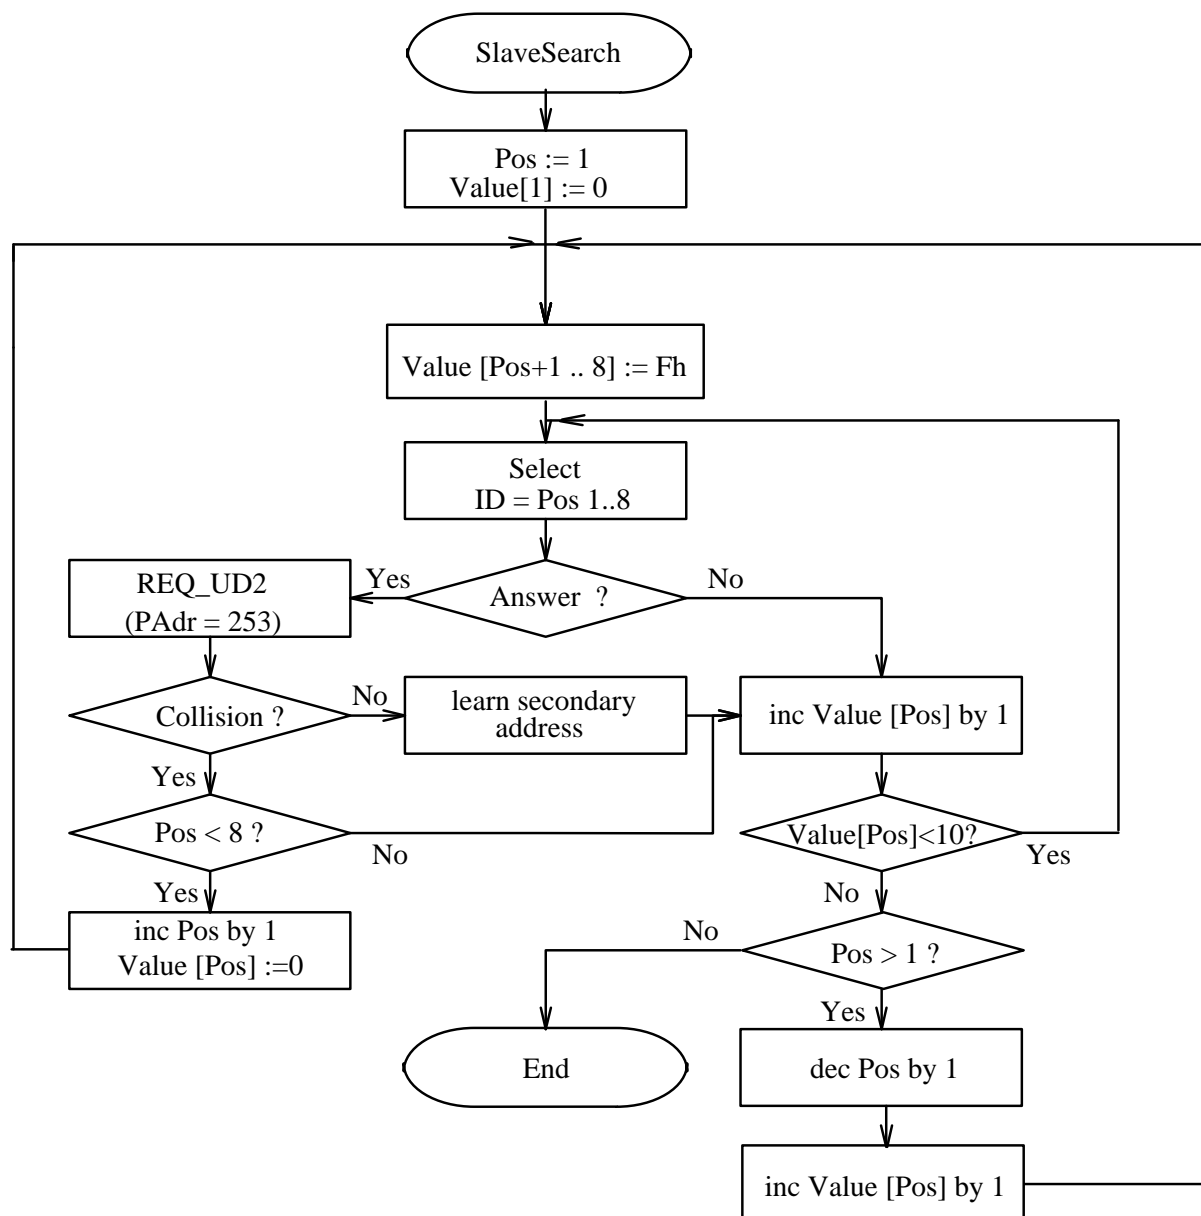 SlaveSearch
Pos := 1
Value[1] := 0
Value [Pos+1 .. 8] := Fh
Select
ID = Pos 1..8
Answer ?
Yes
No
REQ_UD2
(PAdr = 253)
Collision ?
No
Yes
learn secondary
address
inc Value [Pos] by 1
Pos < 8 ?
No
Yes
Value[Pos]<10?
Yes
No
inc Pos by 1
Value [Pos] :=0
Pos > 1 ?
No
Yes
End
dec Pos by 1
inc Value [Pos] by 1